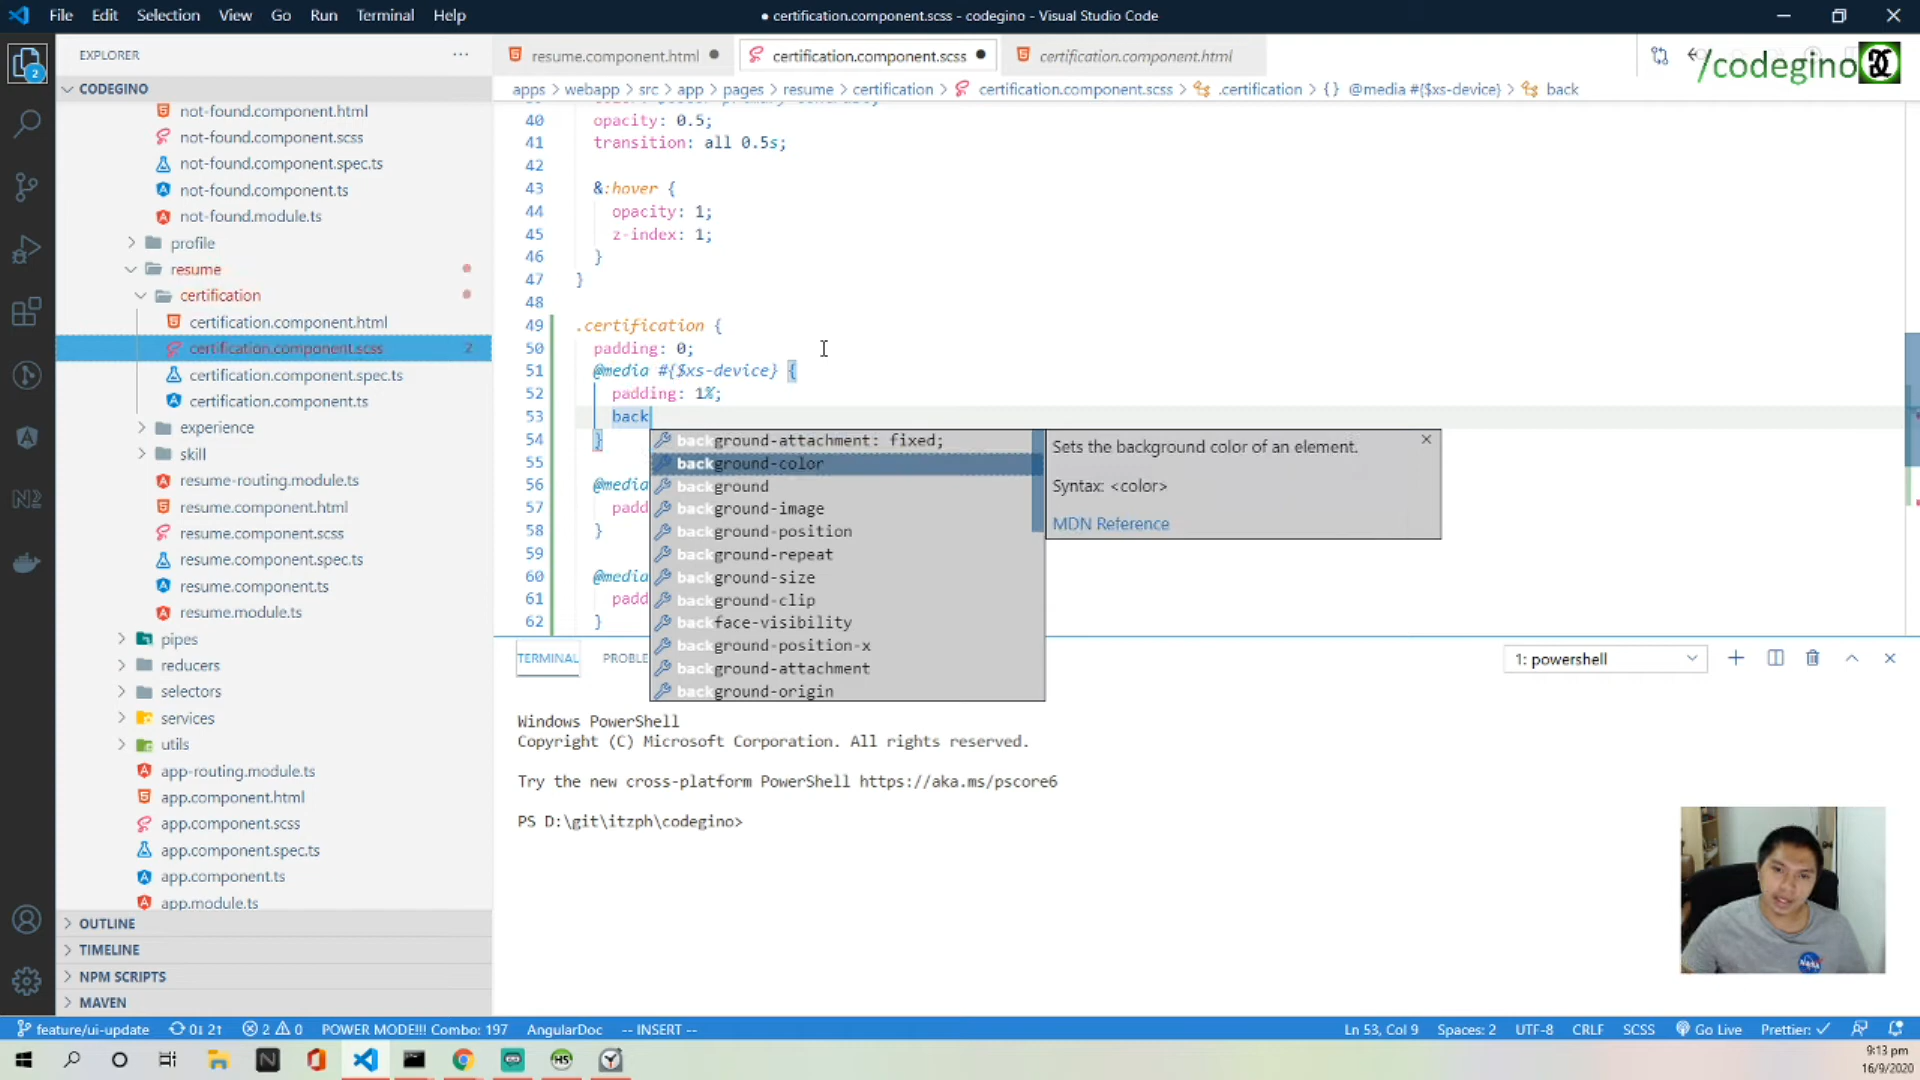 File Edit Selection View Go Run Terminal Help
● certification.component.scss - codegino - Visual Studio Code
EXPLORER
resume.component.html
certification.component.scss
certification.component.html
/codegino
CODEGINO
apps > webapp > src > app > pages > resume > certification > certification.component.scss > .certification > {} @media #{$xs-device} > back
not-found.component.html
not-found.component.scss
not-found.component.spec.ts
not-found.component.ts
not-found.module.ts
profile
resume
certification
certification.component.html
certification.component.scss 2
certification.component.spec.ts
certification.component.ts
experience
skill
resume-routing.module.ts
resume.component.html
resume.component.scss
resume.component.spec.ts
resume.component.ts
resume.module.ts
pipes
reducers
selectors
services
utils
app-routing.module.ts
app.component.html
app.component.scss
app.component.spec.ts
app.component.ts
app.module.ts
OUTLINE
TIMELINE
NPM SCRIPTS
MAVEN
40 opacity: 0.5;
41 transition: all 0.5s;
42
43 &:hover {
44 opacity: 1;
45 z-index: 1;
46 }
47 }
48
49 .certification {
50 padding: 0;
51 @media #{$xs-device} {
52 padding: 1%;
53 back
54 }
55
56 @media
57 padd
58 }
59
60 @media
61 padd
62 }
background-attachment: fixed;
background-color
background
background-image
background-position
background-repeat
background-size
background-clip
backface-visibility
background-position-x
background-attachment
background-origin
Sets the background color of an element.
Syntax: <color>
MDN Reference
TERMINAL PROBLE
1: powershell
Windows PowerShell
Copyright (C) Microsoft Corporation. All rights reserved.
Try the new cross-platform PowerShell https://aka.ms/pscore6
PS D:\git\itzph\codegino>
2
feature/ui-update 0↓ 2↑ 2 0 POWER MODE!!! Combo: 197 AngularDoc -- INSERT --
Ln 53, Col 9 Spaces: 2 UTF-8 CRLF SCSS Go Live Prettier: ✓
9:13 pm
16/9/2020